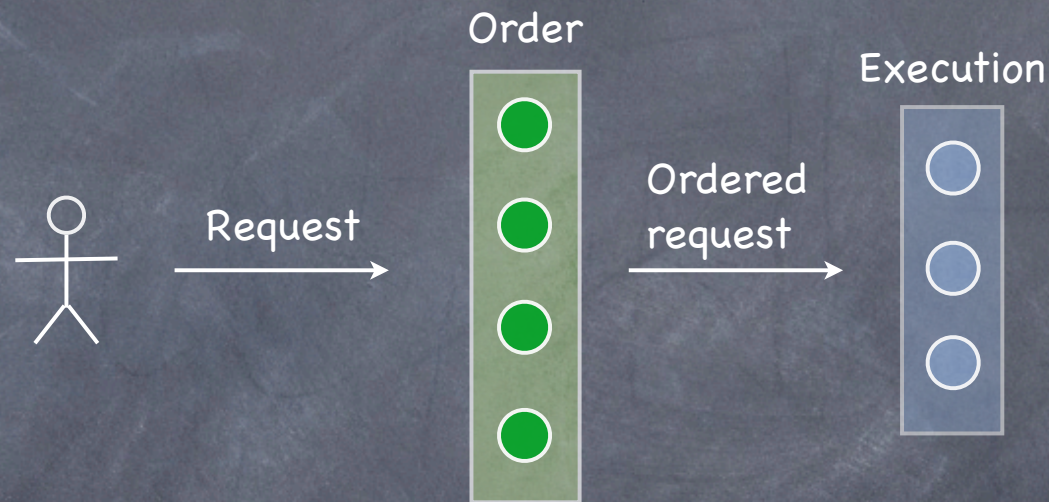 Order
Execution
Request
Ordered
request